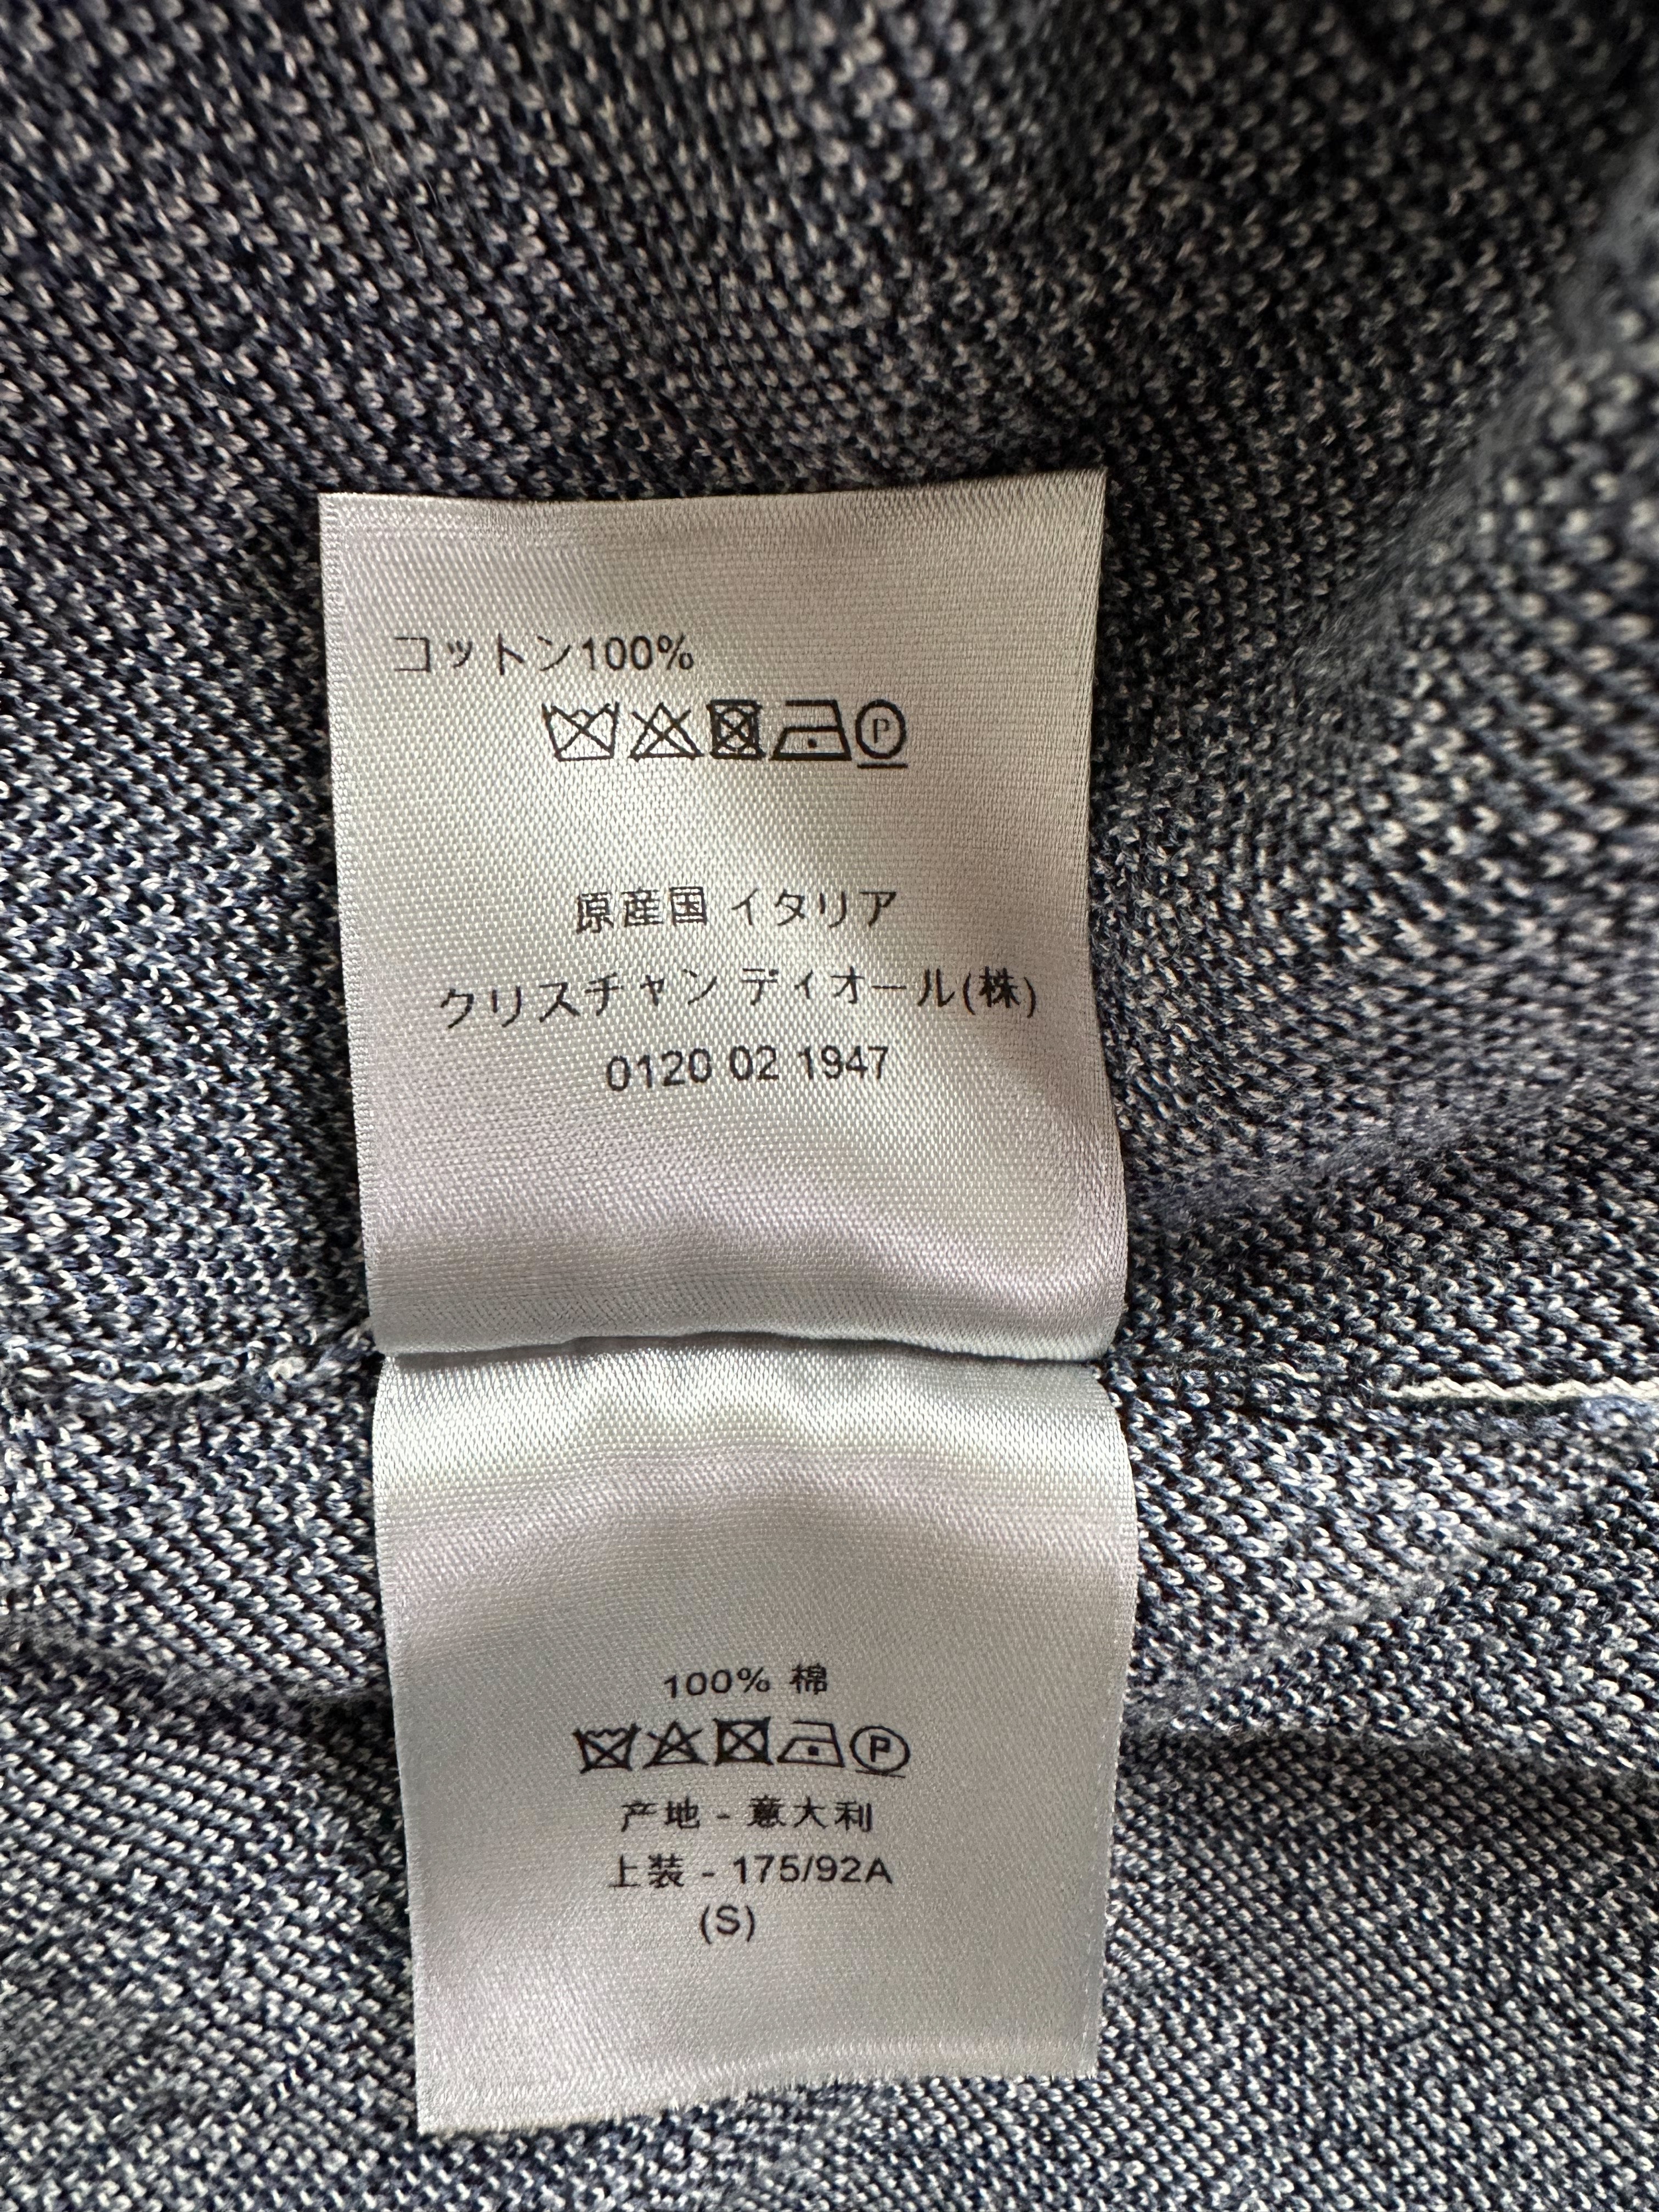 コットン100%
P
原産国 イタリア
クリスチャン ディオール(株)
0120 02 1947
100% 棉
P
产地 - 意大利
上装 - 175/92A
(S)